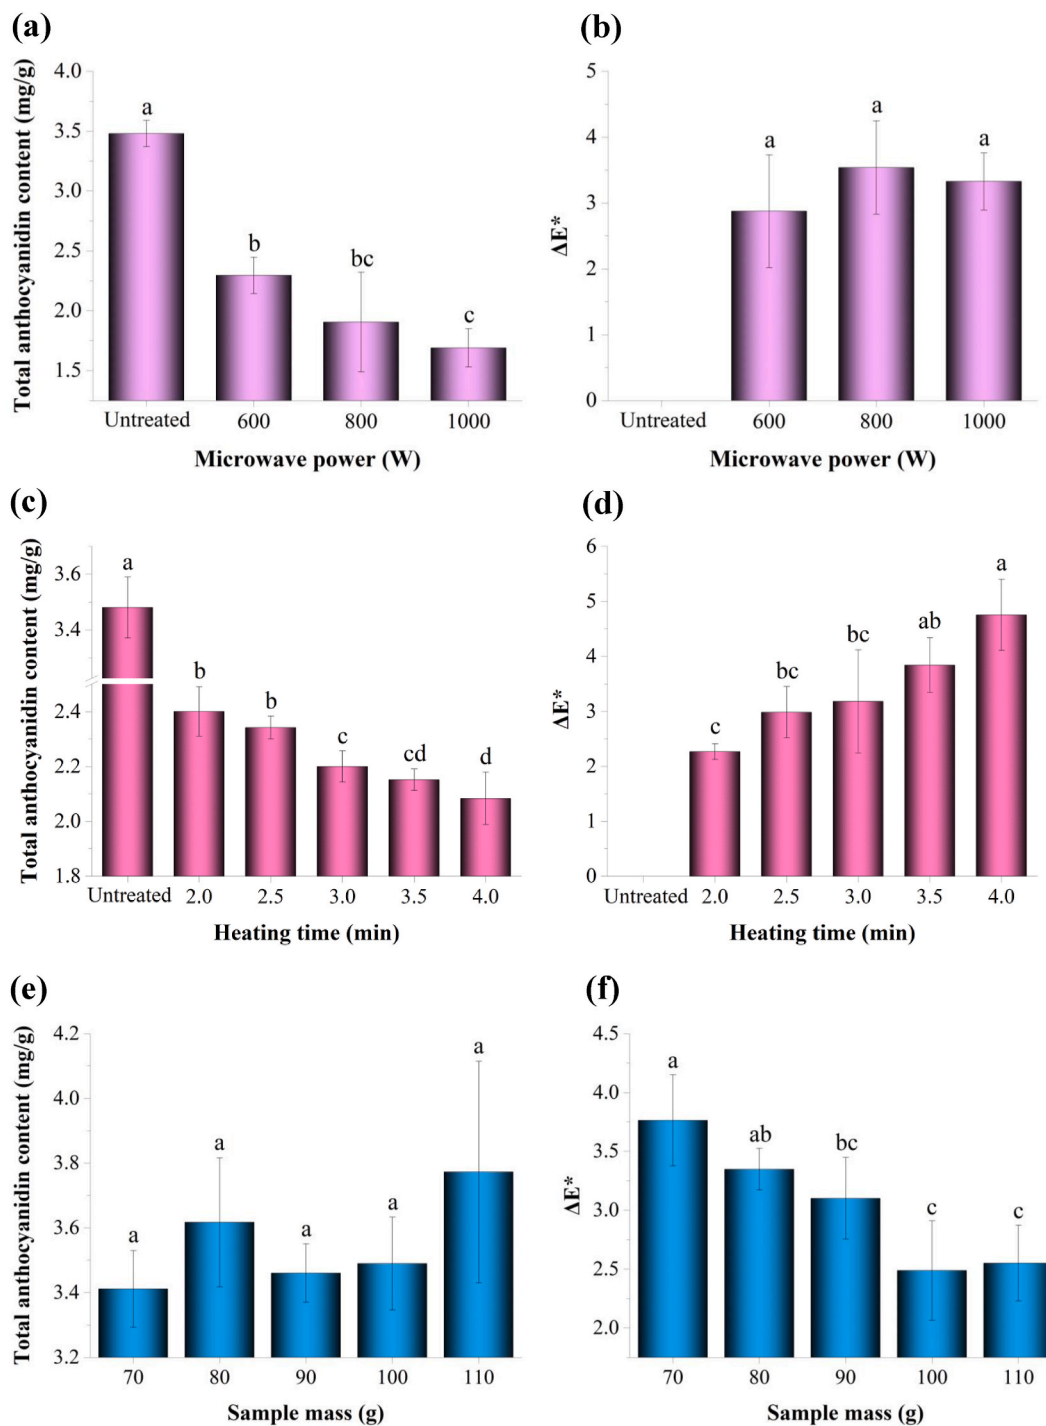 (a)
Total anthocyanidin content (mg/g)
4.0
3.5
3.0
2.5
2.0
1.5
a
b
bc
c
Untreated 600 800 1000
Microwave power (W)
(b)
ΔE*
5
4
3
2
1
0
a
a
a
Untreated 600 800 1000
Microwave power (W)
(c)
Total anthocyanidin content (mg/g)
3.6
3.4
2.4
2.2
2.0
1.8
a
b
b
c
cd
d
Untreated 2.0 2.5 3.0 3.5 4.0
Heating time (min)
(d)
ΔE*
6
5
4
3
2
1
0
c
bc
bc
ab
a
Untreated 2.0 2.5 3.0 3.5 4.0
Heating time (min)
(e)
Total anthocyanidin content (mg/g)
4.2
4.0
3.8
3.6
3.4
3.2
a
a
a
a
a
70 80 90 100 110
Sample mass (g)
(f)
ΔE*
4.5
4.0
3.5
3.0
2.5
2.0
a
ab
bc
c
c
70 80 90 100 110
Sample mass (g)